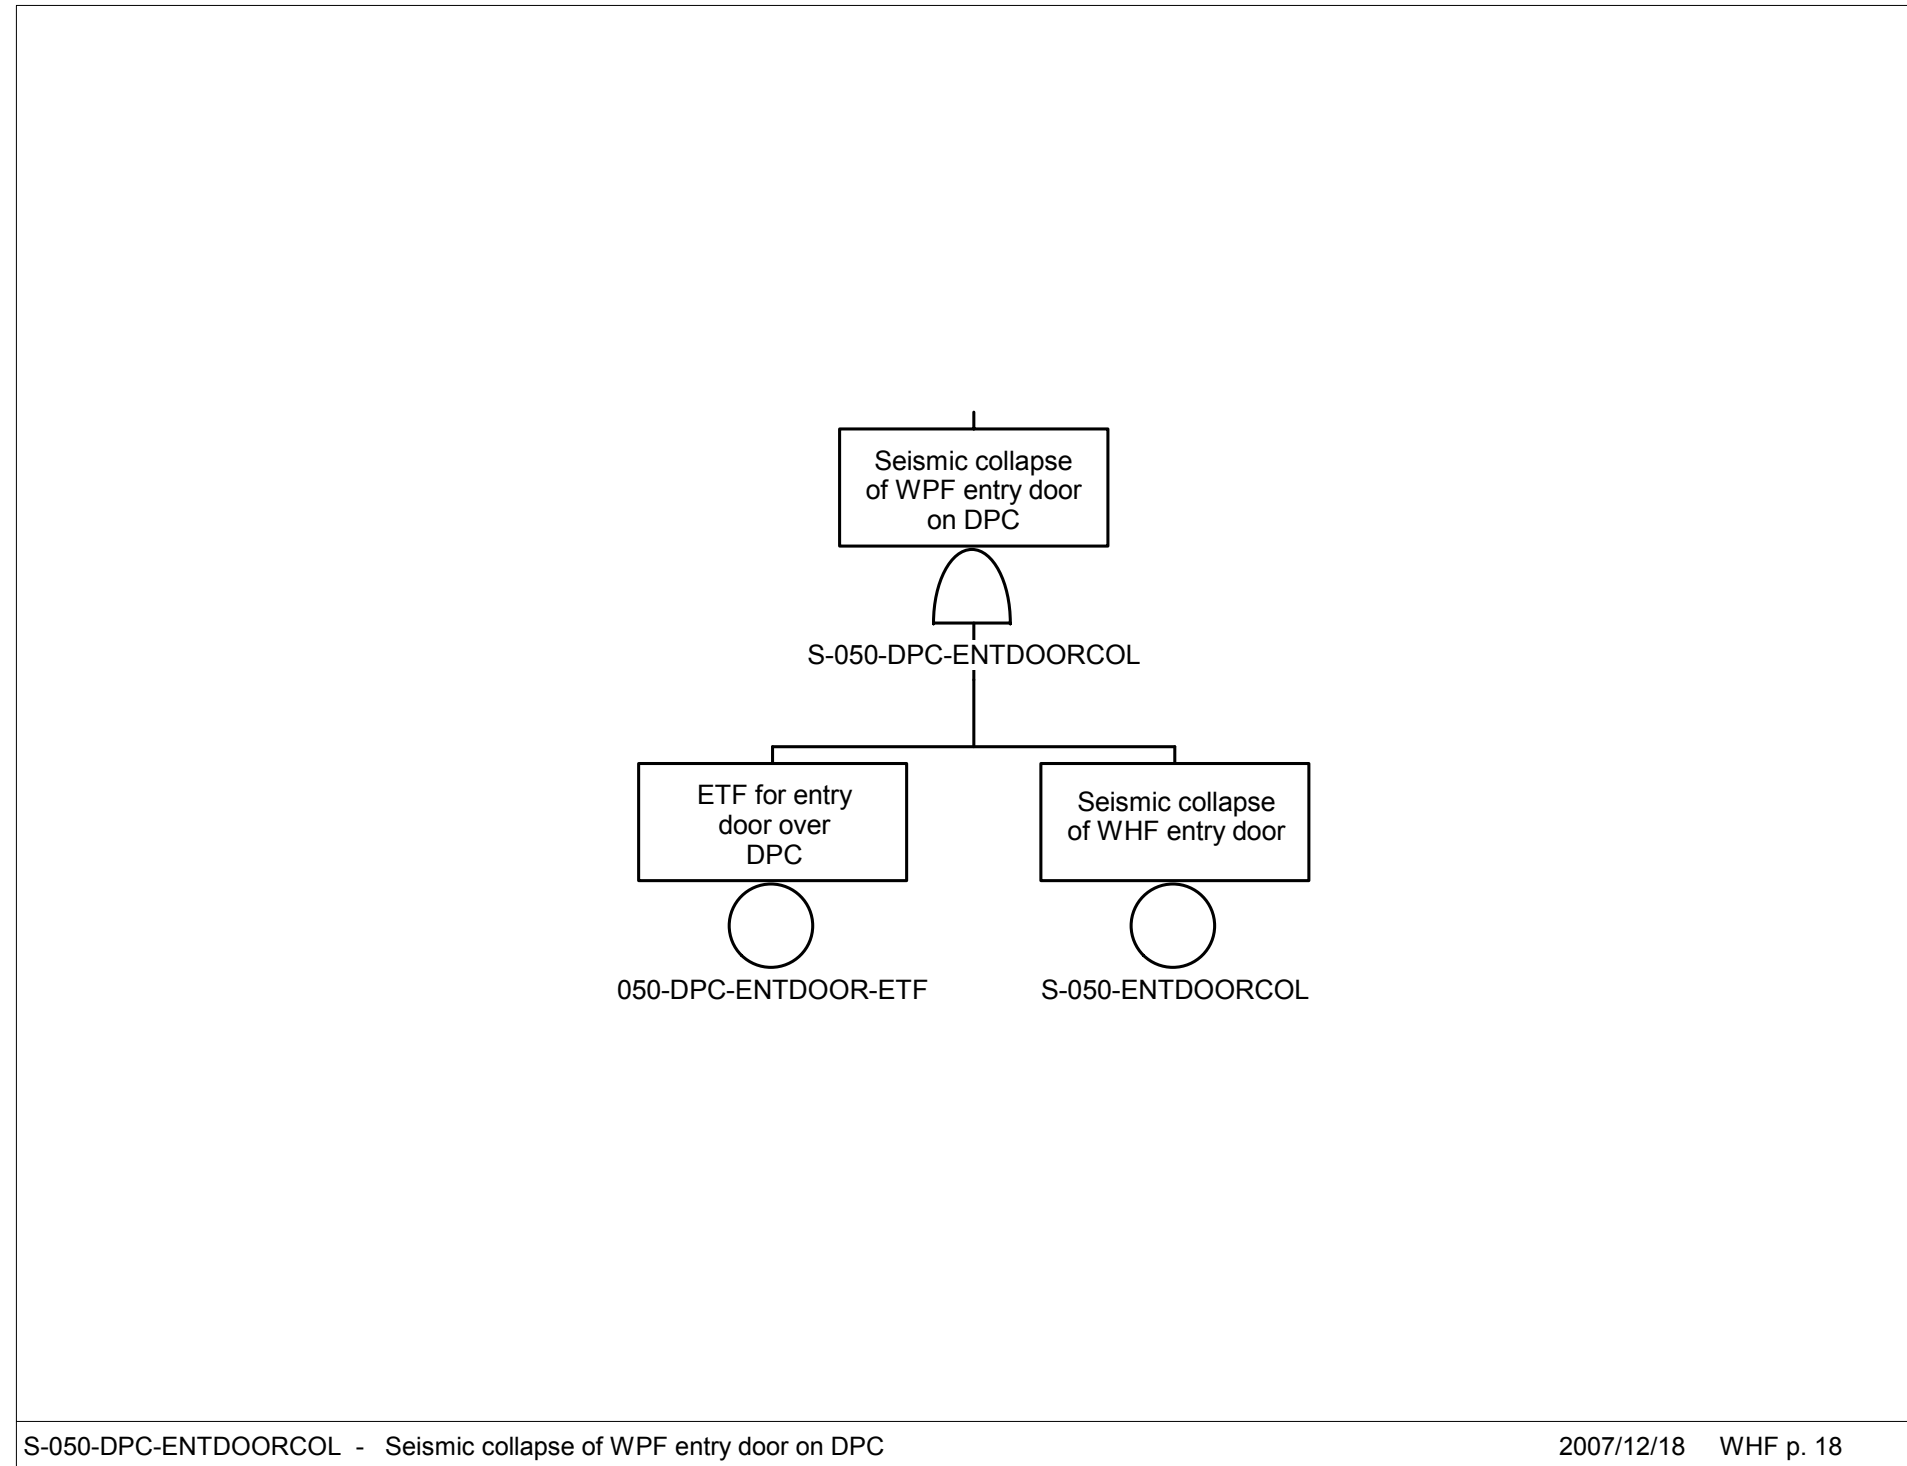 Seismic collapse
of WPF entry door
on DPC
S-050-DPC-ENTDOORCOL
ETF for entry
door over
DPC
Seismic collapse
of WHF entry door
050-DPC-ENTDOOR-ETF
S-050-ENTDOORCOL
S-050-DPC-ENTDOORCOL - Seismic collapse of WPF entry door on DPC
2007/12/18 WHF p. 18